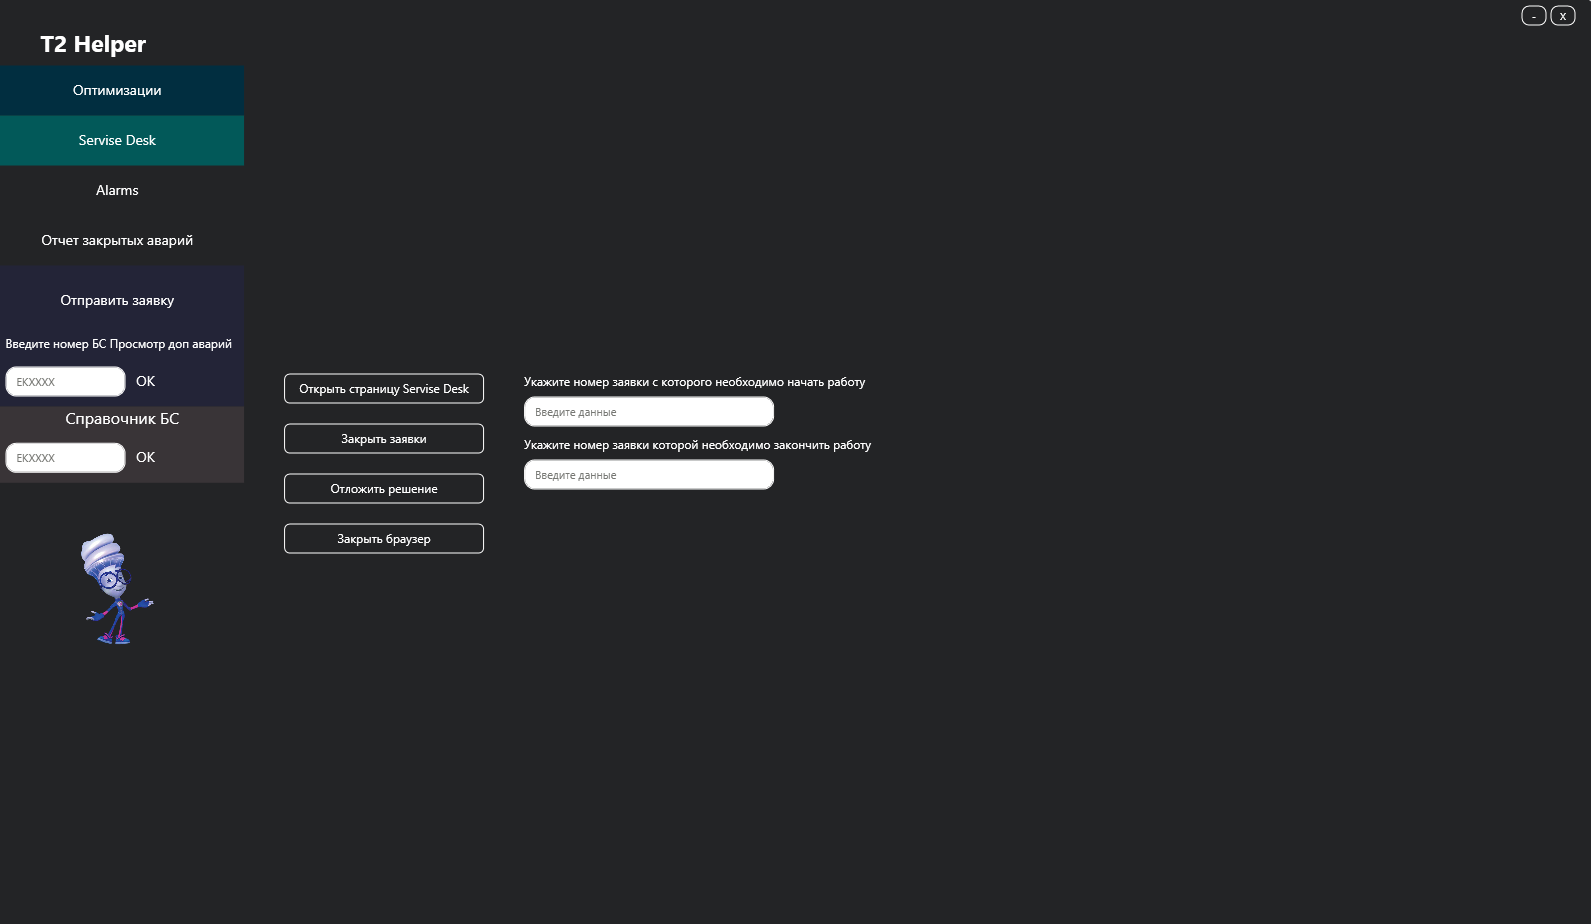 -
x
T2 Helper
Оптимизации
Servise Desk
Alarms
Отчет закрытых аварий
Отправить заявку
Введите номер БС Просмотр доп аварий
EKXXXX
OK
Справочник БС
EKXXXX
OK
Открыть страницу Servise Desk
Закрыть заявки
Отложить решение
Закрыть браузер
Укажите номер заявки с которого необходимо начать работу
Введите данные
Укажите номер заявки которой необходимо закончить работу
Введите данные